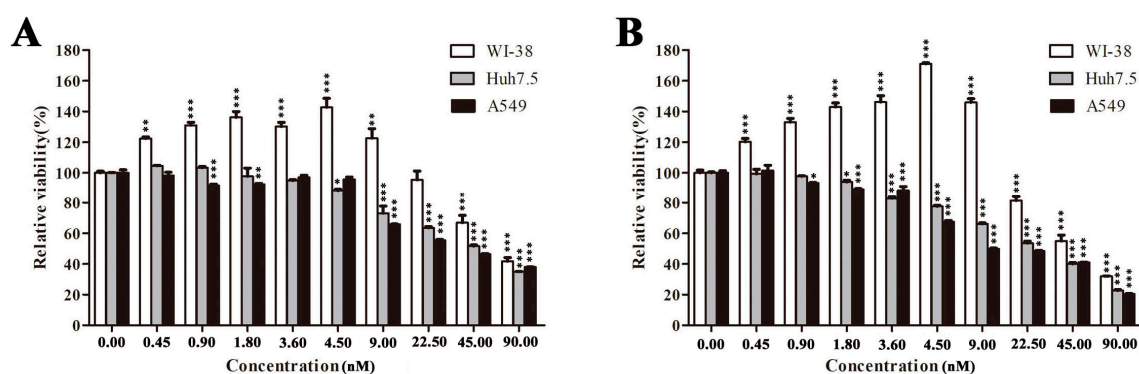 A
Relative viability(%)
180
160
140
120
100
80
60
40
20
0
WI-38
Huh7.5
A549
** *** *** *** *** **
*** ** * *** *** *** *** *** *** *** *** *** ***
0.00 0.45 0.90 1.80 3.60 4.50 9.00 22.50 45.00 90.00
Concentration (nM)
B
Relative viability(%)
180
160
140
120
100
80
60
40
20
0
WI-38
Huh7.5
A549
*** *** *** *** *** ***
* * *** *** *** *** *** *** *** *** *** *** *** *** *** *** *** ***
0.00 0.45 0.90 1.80 3.60 4.50 9.00 22.50 45.00 90.00
Concentration (nM)